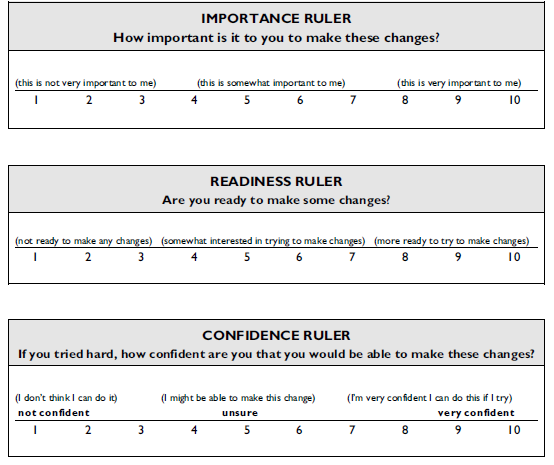 IMPORTANCE RULER
How important is it to you to make these changes?
(this is not very important to me) (this is somewhat important to me) (this is very important to me)
1 2 3 4 5 6 7 8 9 10
READINESS RULER
Are you ready to make some changes?
(not ready to make any changes) (somewhat interested in trying to make changes) (more ready to try to make changes)
1 2 3 4 5 6 7 8 9 10
CONFIDENCE RULER
If you tried hard, how confident are you that you would be able to make these changes?
(I don't think I can do it) (I might be able to make this change) (I'm very confident I can do this if I try)
not confident unsure very confident
1 2 3 4 5 6 7 8 9 10